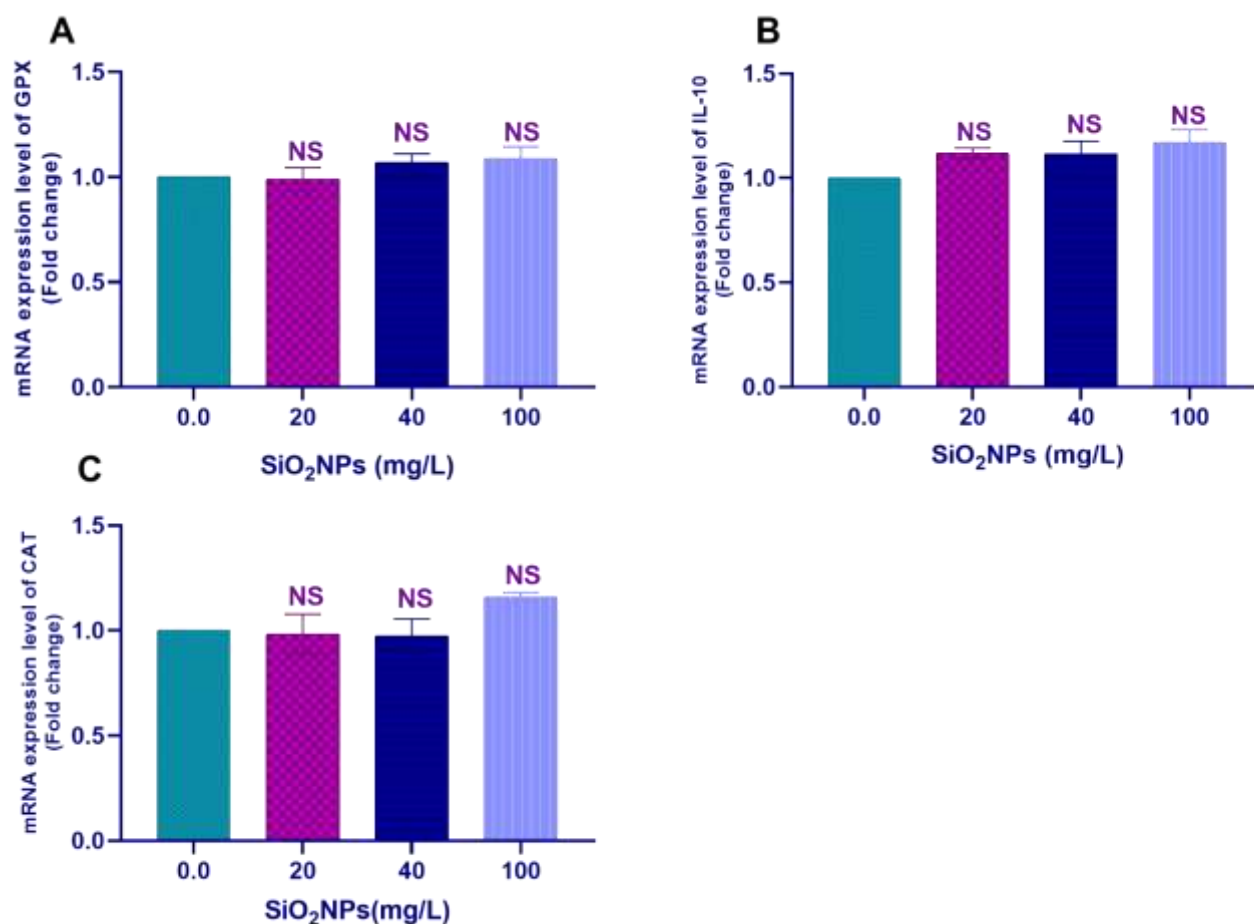 A
mRNA expression level of GPX
(Fold change)
1.5
1.0
0.5
0.0
NS
NS
NS
0.0 20 40 100
SiO₂NPs (mg/L)
B
mRNA expression level of IL-10
(Fold change)
1.5
1.0
0.5
0.0
NS
NS
NS
0.0 20 40 100
SiO₂NPs (mg/L)
C
mRNA expression level of CAT
(Fold change)
1.5
1.0
0.5
0.0
NS
NS
NS
0.0 20 40 100
SiO₂NPs(mg/L)